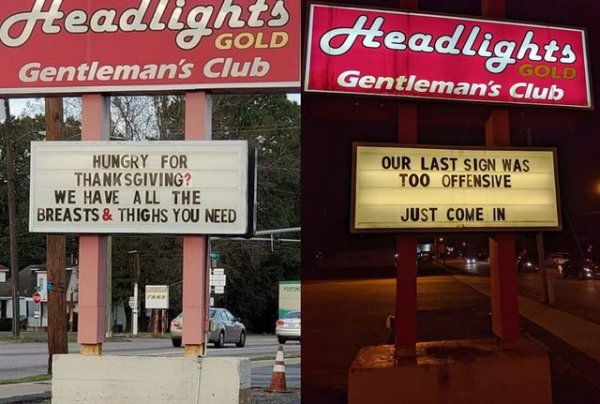 Headlights
GOLD
Gentleman's Club
HUNGRY FOR
THANKSGIVING?
WE HAVE ALL THE
BREASTS & THIGHS YOU NEED
Headlights
GOLD
Gentleman's Club
OUR LAST SIGN WAS
TOO OFFENSIVE
JUST COME IN